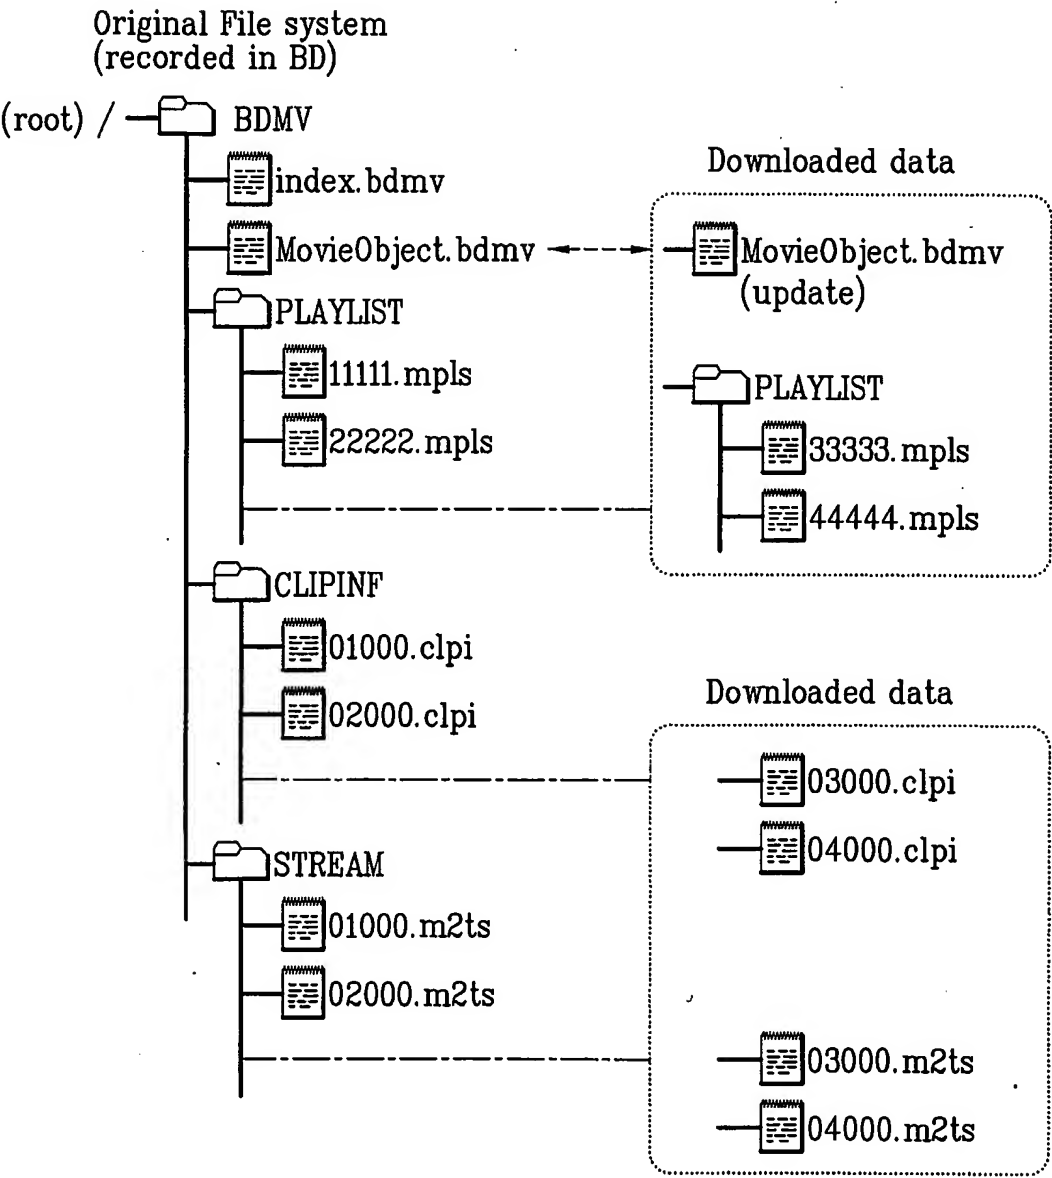 Original File system
(recorded in BD)
(root) / BDMV
index.bdmv
MovieObject.bdmv
PLAYLIST
11111.mpls
22222.mpls
CLIPINF
01000.clpi
02000.clpi
STREAM
01000.m2ts
02000.m2ts
Downloaded data
MovieObject.bdmv
(update)
PLAYLIST
33333.mpls
44444.mpls
Downloaded data
03000.clpi
04000.clpi
03000.m2ts
04000.m2ts